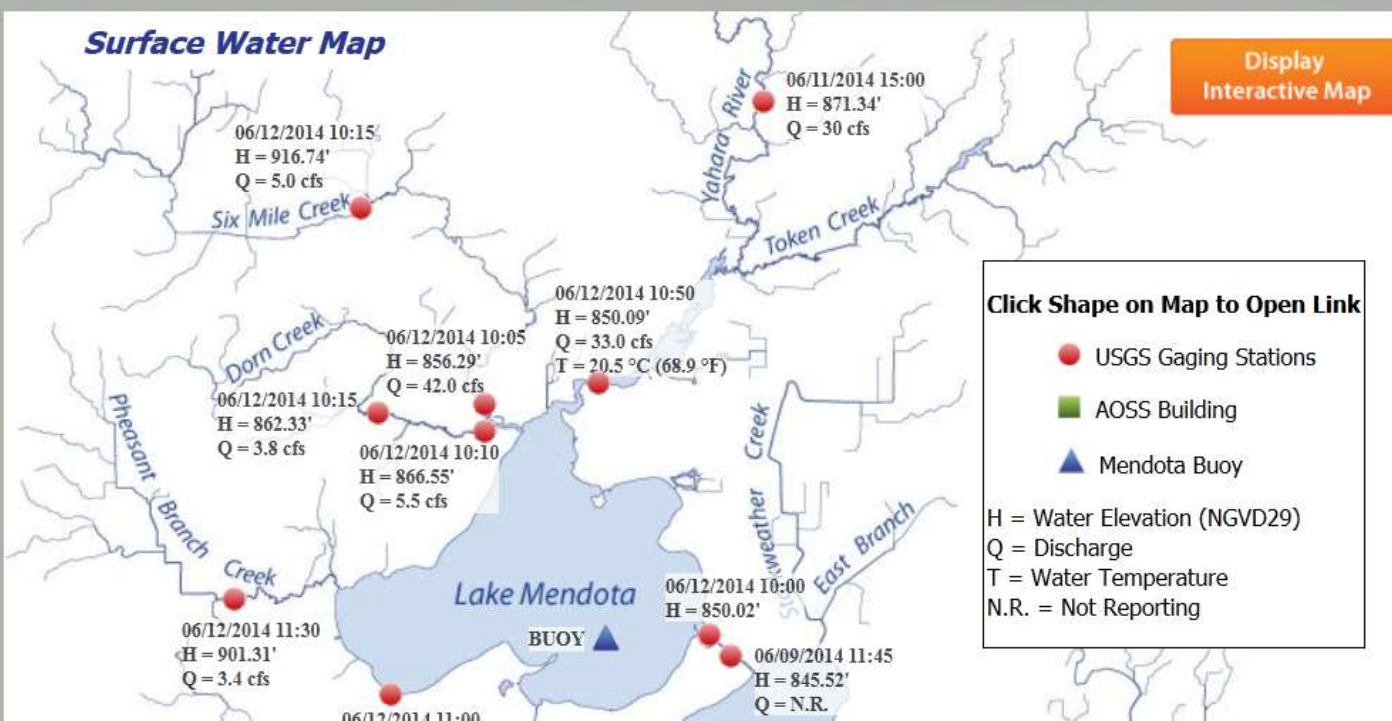 Surface Water Map
Display
Interactive Map
06/11/2014 15:00
H = 871.34'
Q = 30 cfs
Yahara River
06/12/2014 10:15
H = 916.74'
Q = 5.0 cfs
Six Mile Creek
Token Creek
06/12/2014 10:50
H = 850.09'
Q = 33.0 cfs
T = 20.5 °C (68.9 °F)
Dorn Creek
06/12/2014 10:05
H = 856.29'
Q = 42.0 cfs
06/12/2014 10:15
H = 862.33'
Q = 3.8 cfs
06/12/2014 10:10
H = 866.55'
Q = 5.5 cfs
Pheasant Branch Creek
Starkweather Creek
East Branch
Lake Mendota
BUOY
06/12/2014 10:00
H = 850.02'
06/12/2014 11:30
H = 901.31'
Q = 3.4 cfs
06/09/2014 11:45
H = 845.52'
Q = N.R.
06/12/2014 11:00
Click Shape on Map to Open Link
USGS Gaging Stations
AOSS Building
Mendota Buoy
H = Water Elevation (NGVD29)
Q = Discharge
T = Water Temperature
N.R. = Not Reporting